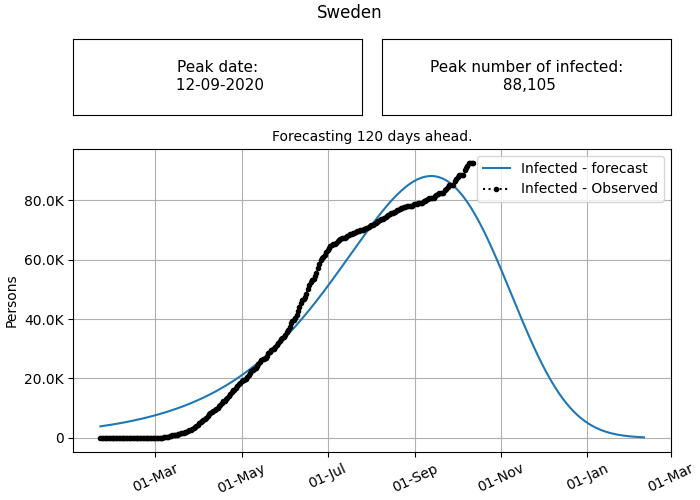 Sweden
Peak date:
12-09-2020
Peak number of infected:
88,105
Forecasting 120 days ahead.
Infected - forecast
Infected - Observed
80.0K
60.0K
40.0K
20.0K
0
Persons
01-Mar
01-May
01-Jul
01-Sep
01-Nov
01-Jan
01-Mar